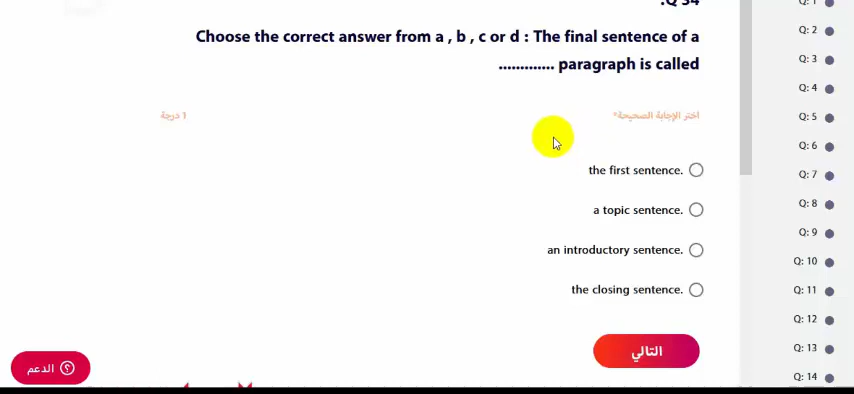 Q 34:
Choose the correct answer from a , b , c or d : The final sentence of a
paragraph is called .............
اختر الإجابة الصحيحة*
1 درجة
the first sentence.
a topic sentence.
an introductory sentence.
the closing sentence.
التالي
الدعم
Q: 1
Q: 2
Q: 3
Q: 4
Q: 5
Q: 6
Q: 7
Q: 8
Q: 9
Q: 10
Q: 11
Q: 12
Q: 13
Q: 14